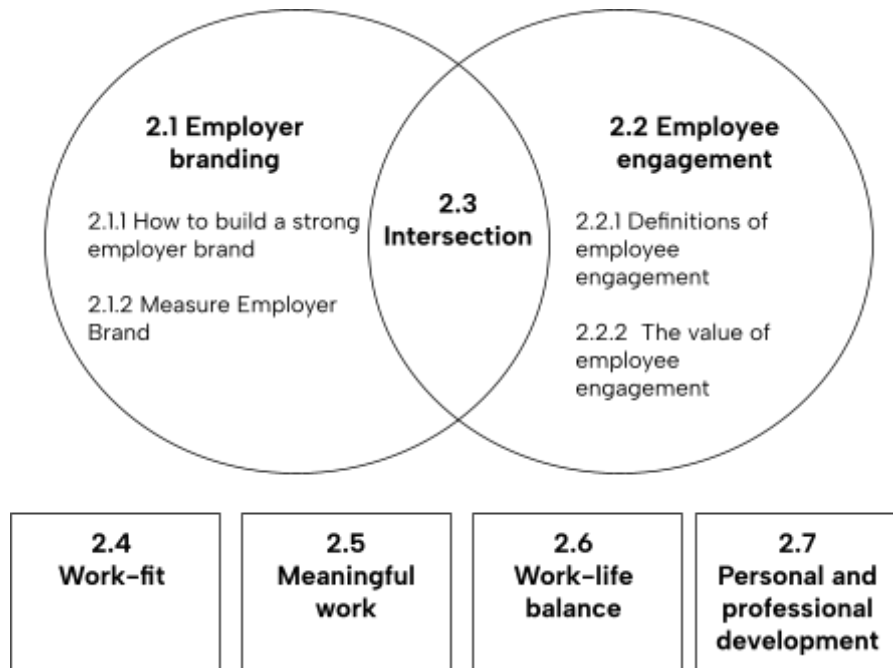 2.1 Employer
branding
2.1.1 How to build a strong
employer brand
2.1.2 Measure Employer
Brand
2.3
Intersection
2.2 Employee
engagement
2.2.1 Definitions of
employee
engagement
2.2.2 The value of
employee
engagement
2.4
Work-fit
2.5
Meaningful
work
2.6
Work-life
balance
2.7
Personal and
professional
development